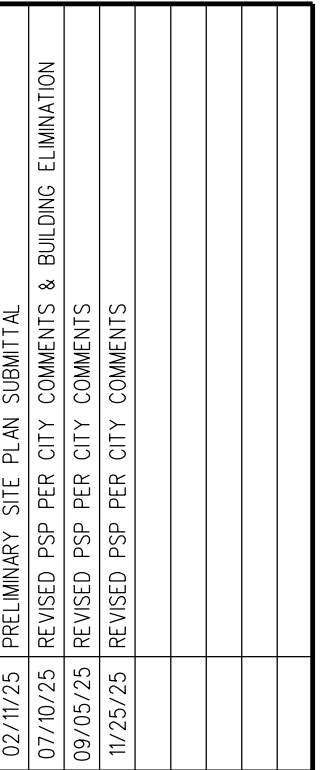 02/11/25 PRELIMINARY SITE PLAN SUBMITTAL
07/10/25 REVISED PSP PER CITY COMMENTS & BUILDING ELIMINATION
09/05/25 REVISED PSP PER CITY COMMENTS
11/25/25 REVISED PSP PER CITY COMMENTS